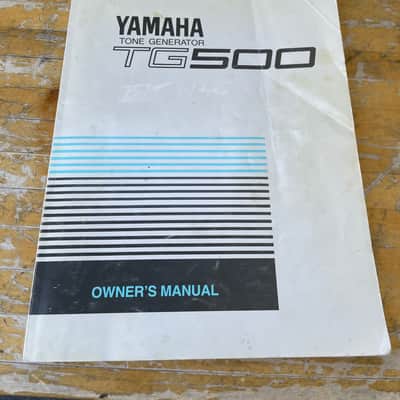 YAMAHA
TONE GENERATOR
TG500
OWNER'S MANUAL